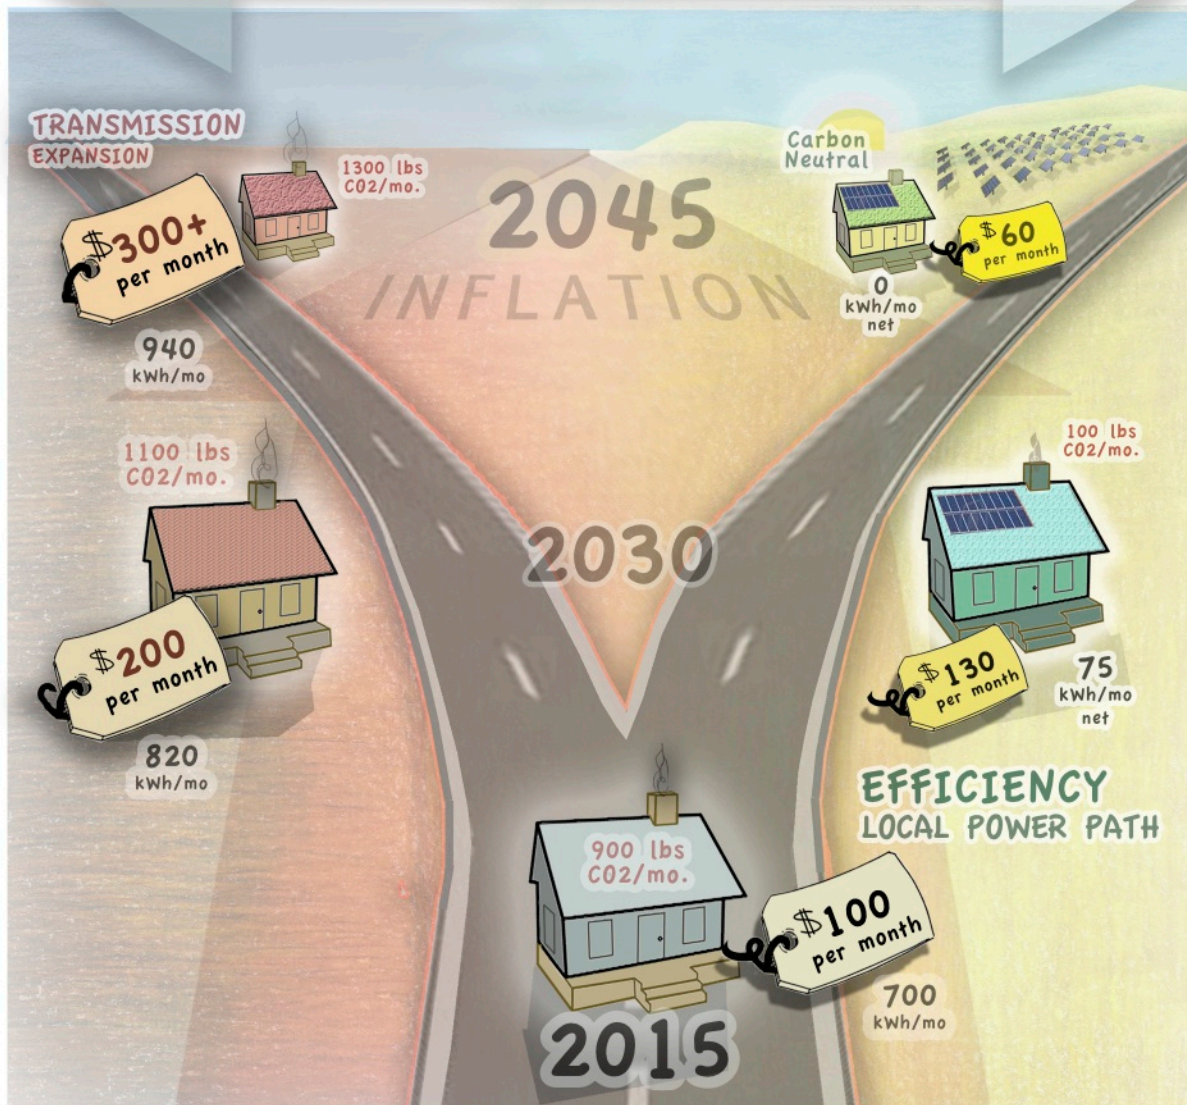 TRANSMISSION
EXPANSION
1300 lbs
CO2/mo.
$300+
per month
940
kWh/mo
2045
INFLATION
Carbon
Neutral
$60
per month
0
kWh/mo
net
1100 lbs
CO2/mo.
$200
per month
820
kWh/mo
2030
100 lbs
CO2/mo.
$130
per month
75
kWh/mo
net
EFFICIENCY
LOCAL POWER PATH
900 lbs
CO2/mo.
$100
per month
700
kWh/mo
2015